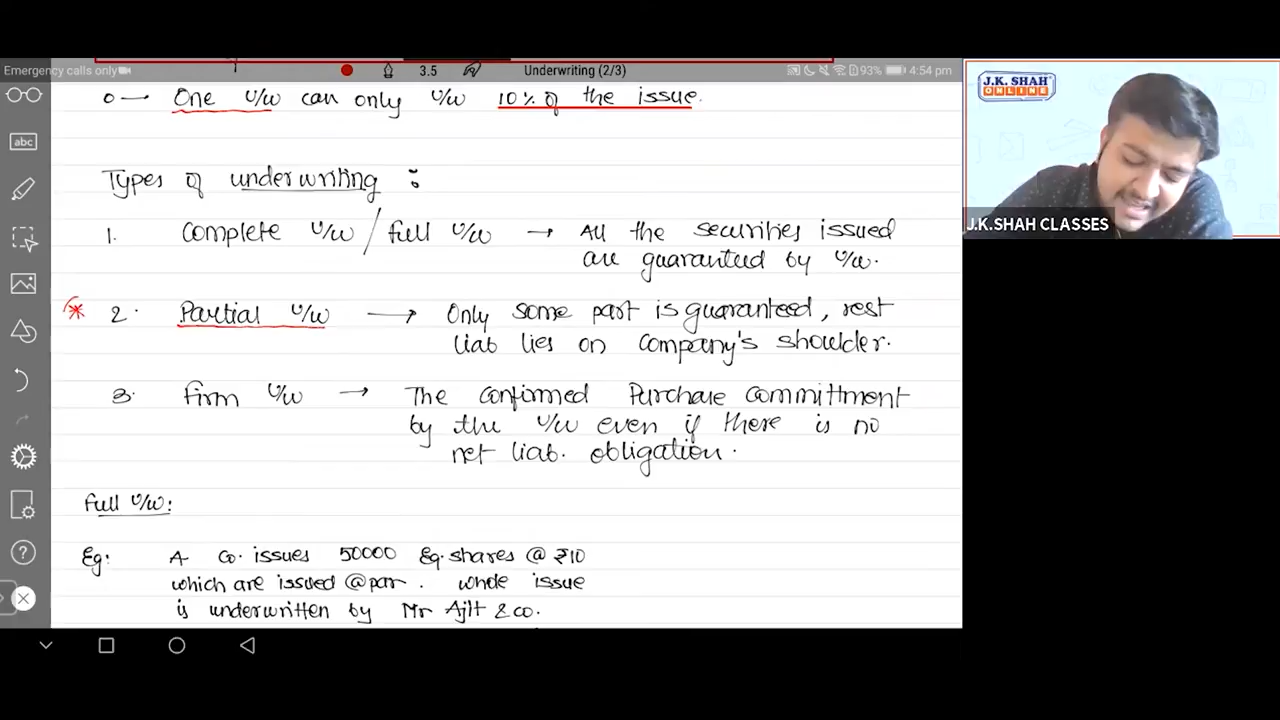 Emergency calls only 3.5 Underwriting (2/3) 93% 4:54 pm
One U/w can only U/w 10% of the issue.
abc
Types of underwriting :
1. Complete U/w / full U/w → All the securities issued
are guaranteed by U/w.
* 2. Partial U/w → Only some part is guaranteed, rest
liab lies on Company's shoulder.
3. Firm U/w → The confirmed Purchase committment
by the U/w even if there is no
net liab. obligation.
Full U/w:
Eg: A Co. issues 50000 Eq. shares @ ₹10
which are issued @ par. Whole issue
is underwritten by Mr Ajit & co.
J.K. SHAH
ONLINE
J.K.SHAH CLASSES